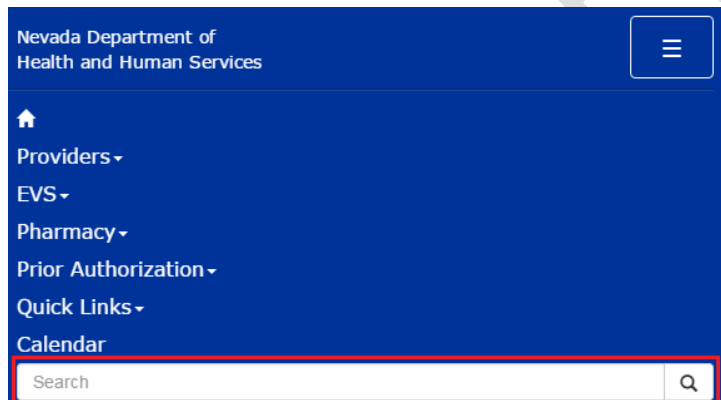 Nevada Department of
Health and Human Services
Providers
EVS
Pharmacy
Prior Authorization
Quick Links
Calendar
Search